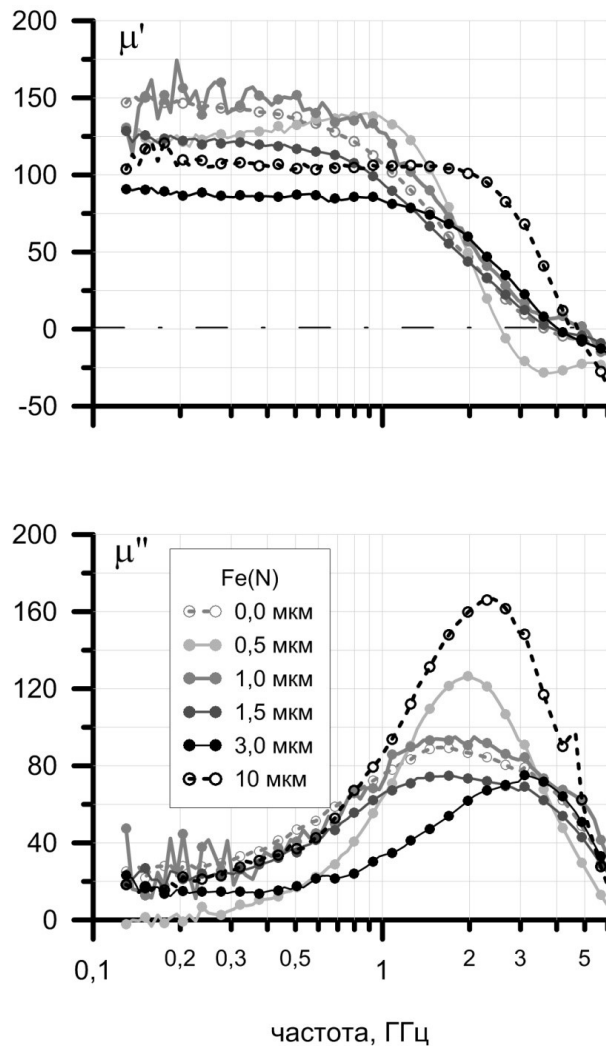 200
μ'
150
100
50
0
-50
200
μ"
160
120
80
40
0
Fe(N)
0,0 мкм
0,5 мкм
1,0 мкм
1,5 мкм
3,0 мкм
10 мкм
0,1
0,2
0,3
0,5
1
2
3
5
частота, ГГц